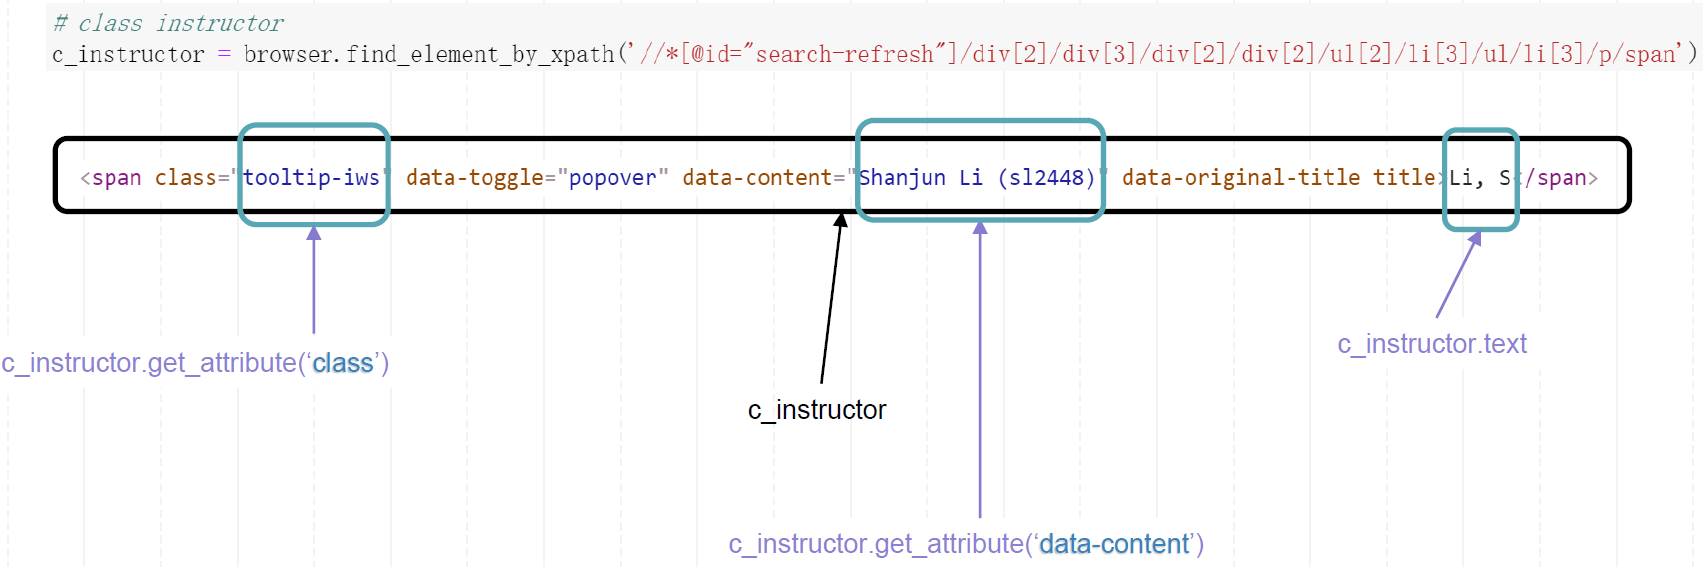 # class instructor
c_instructor = browser.find_element_by_xpath('//*[@id="search-refresh"]/div[2]/div[3]/div[2]/div[2]/ul[2]/li[3]/ul/li[3]/p/span')
<span class="tooltip-iws" data-toggle="popover" data-content="Shanjun Li (sl2448)" data-original-title title>Li, S</span>
c_instructor.get_attribute(‘class’)
c_instructor
c_instructor.text
c_instructor.get_attribute(‘data-content’)